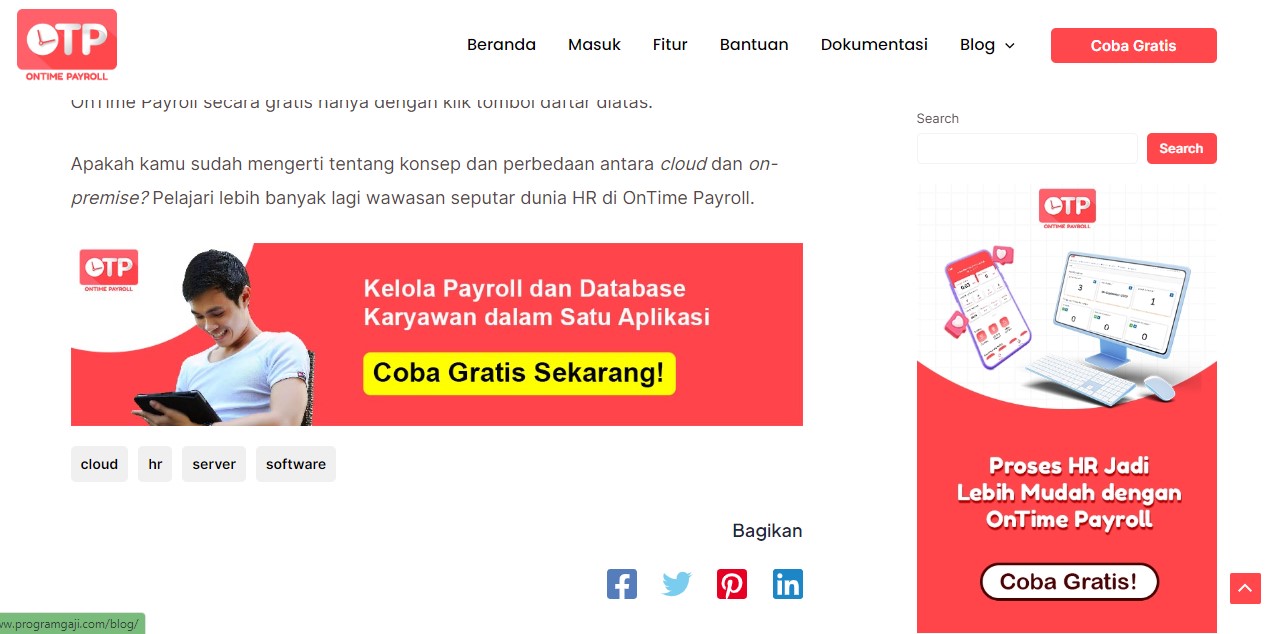 OTP
ONTIME PAYROLL
Beranda
Masuk
Fitur
Bantuan
Dokumentasi
Blog
Coba Gratis
OnTime Payroll secara gratis hanya dengan klik tombol daftar diatas.
Apakah kamu sudah mengerti tentang konsep dan perbedaan antara cloud dan on-
premise? Pelajari lebih banyak lagi wawasan seputar dunia HR di OnTime Payroll.
OTP
ONTIME PAYROLL
Kelola Payroll dan Database
Karyawan dalam Satu Aplikasi
Coba Gratis Sekarang!
cloud
hr
server
software
Bagikan
Search
Search
OTP
ONTIME PAYROLL
3
1
0
0
0
Proses HR Jadi
Lebih Mudah dengan
OnTime Payroll
Coba Gratis!
w.programgaji.com/blog/